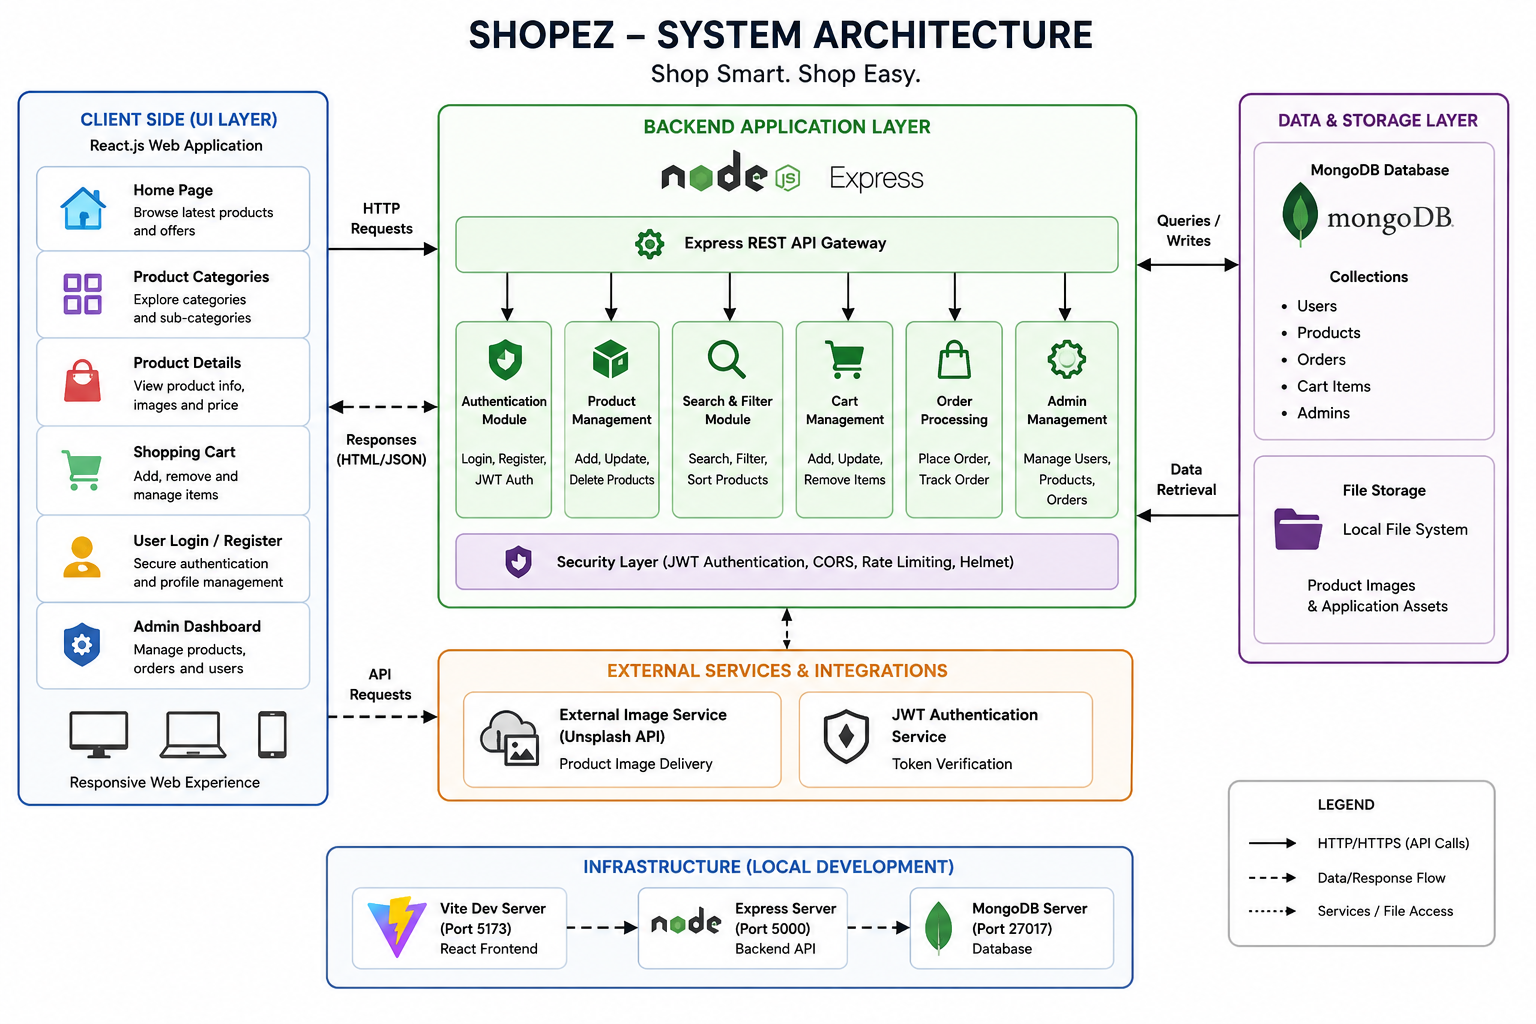 SHOPEZ – SYSTEM ARCHITECTURE
Shop Smart. Shop Easy.
CLIENT SIDE (UI LAYER)
React.js Web Application
Home Page
Browse latest products
and offers
Product Categories
Explore categories
and sub-categories
Product Details
View product info,
images and price
Shopping Cart
Add, remove and
manage items
User Login / Register
Secure authentication
and profile management
Admin Dashboard
Manage products,
orders and users
Responsive Web Experience
HTTP
Requests
Responses
(HTML/JSON)
API
Requests
BACKEND APPLICATION LAYER
node
JS
Express
Express REST API Gateway
Authentication
Module
Login, Register,
JWT Auth
Product
Management
Add, Update,
Delete Products
Search & Filter
Module
Search, Filter,
Sort Products
Cart
Management
Add, Update,
Remove Items
Order
Processing
Place Order,
Track Order
Admin
Management
Manage Users,
Products,
Orders
Security Layer (JWT Authentication, CORS, Rate Limiting, Helmet)
Queries /
Writes
Data
Retrieval
DATA & STORAGE LAYER
MongoDB Database
mongoDB.
Collections
• Users
• Products
• Orders
• Cart Items
• Admins
File Storage
Local File System
Product Images
& Application Assets
EXTERNAL SERVICES & INTEGRATIONS
External Image Service
(Unsplash API)
Product Image Delivery
JWT Authentication
Service
Token Verification
INFRASTRUCTURE (LOCAL DEVELOPMENT)
Vite Dev Server
(Port 5173)
React Frontend
node
Express Server
(Port 5000)
Backend API
MongoDB Server
(Port 27017)
Database
LEGEND
HTTP/HTTPS (API Calls)
Data/Response Flow
Services / File Access